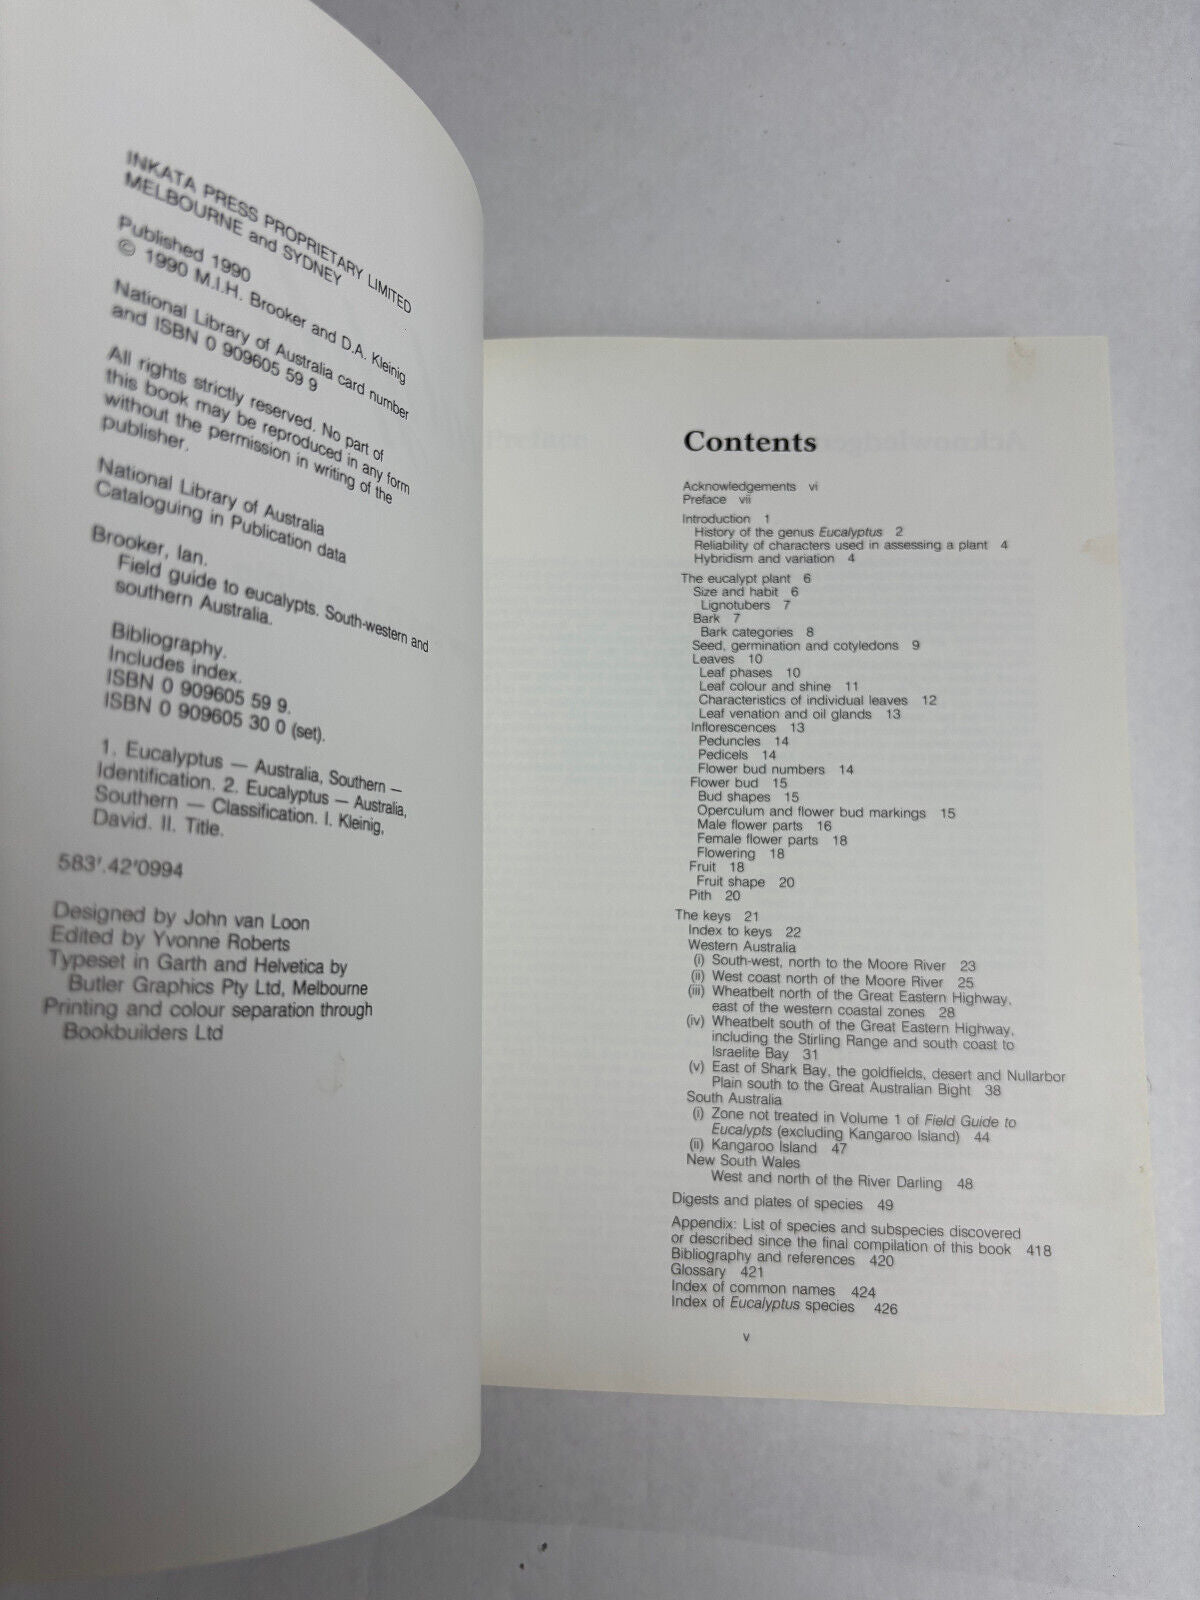 INKATA PRESS PROPRIETARY LIMITED
MELBOURNE and SYDNEY
Published 1990
© 1990 M.I.H. Brooker and D.A. Kleinig
National Library of Australia card number
and ISBN 0 909605 59 9
All rights strictly reserved. No part of
this book may be reproduced in any form
without the permission in writing of the
publisher.
National Library of Australia
Cataloguing in Publication data
Brooker, Ian.
Field guide to eucalypts. South-western and
southern Australia.
Bibliography.
Includes index.
ISBN 0 909605 59 9.
ISBN 0 909605 30 0 (set).
1. Eucalyptus — Australia, Southern —
Identification. 2. Eucalyptus — Australia,
Southern — Classification. I. Kleinig,
David. II. Title.
583'.42'0994
Designed by John van Loon
Edited by Yvonne Roberts
Typeset in Garth and Helvetica by
Butler Graphics Pty Ltd, Melbourne
Printing and colour separation through
Bookbuilders Ltd
Contents
Acknowledgements vi
Preface vii
Introduction 1
History of the genus Eucalyptus 2
Reliability of characters used in assessing a plant 4
Hybridism and variation 4
The eucalypt plant 6
Size and habit 6
Lignotubers 7
Bark 7
Bark categories 8
Seed, germination and cotyledons 9
Leaves 10
Leaf phases 10
Leaf colour and shine 11
Characteristics of individual leaves 12
Leaf venation and oil glands 13
Inflorescences 13
Peduncles 14
Pedicels 14
Flower bud numbers 14
Flower bud 15
Bud shapes 15
Operculum and flower bud markings 15
Male flower parts 16
Female flower parts 18
Flowering 18
Fruit 18
Fruit shape 20
Pith 20
The keys 21
Index to keys 22
Western Australia
(i) South-west, north to the Moore River 23
(ii) West coast north of the Moore River 25
(iii) Wheatbelt north of the Great Eastern Highway,
east of the western coastal zones 28
(iv) Wheatbelt south of the Great Eastern Highway,
including the Stirling Range and south coast to
Israelite Bay 31
(v) East of Shark Bay, the goldfields, desert and Nullarbor
Plain south to the Great Australian Bight 38
South Australia
(i) Zone not treated in Volume 1 of Field Guide to
Eucalypts (excluding Kangaroo Island) 44
(ii) Kangaroo Island 47
New South Wales
West and north of the River Darling 48
Digests and plates of species 49
Appendix: List of species and subspecies discovered
or described since the final compilation of this book 418
Bibliography and references 420
Glossary 421
Index of common names 424
Index of Eucalyptus species 426
v